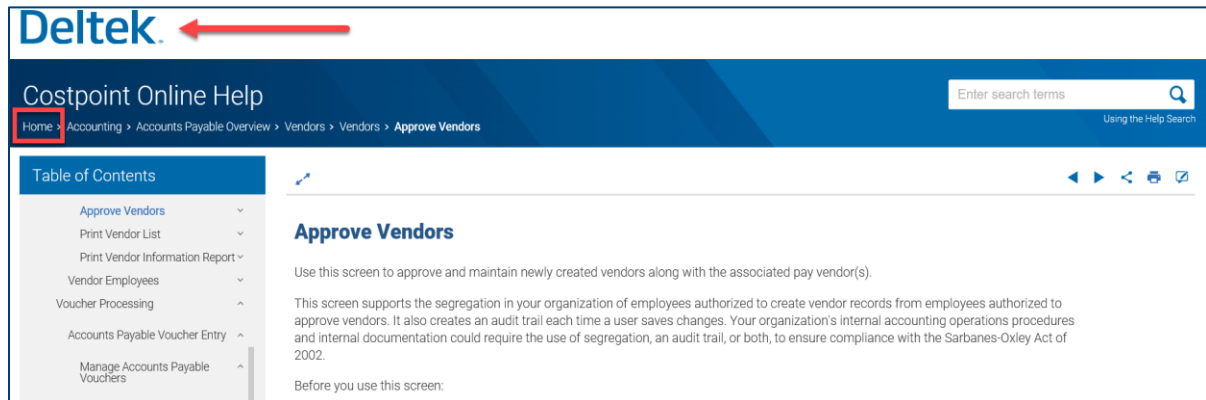 Deltek.
Costpoint Online Help
Enter search terms
Using the Help Search
Home > Accounting > Accounts Payable Overview > Vendors > Vendors > Approve Vendors
Table of Contents
Approve Vendors
Print Vendor List
Print Vendor Information Report
Vendor Employees
Voucher Processing
Accounts Payable Voucher Entry
Manage Accounts Payable
Vouchers
Approve Vendors
Use this screen to approve and maintain newly created vendors along with the associated pay vendor(s).
This screen supports the segregation in your organization of employees authorized to create vendor records from employees authorized to
approve vendors. It also creates an audit trail each time a user saves changes. Your organization's internal accounting operations procedures
and internal documentation could require the use of segregation, an audit trail, or both, to ensure compliance with the Sarbanes-Oxley Act of
2002.
Before you use this screen: